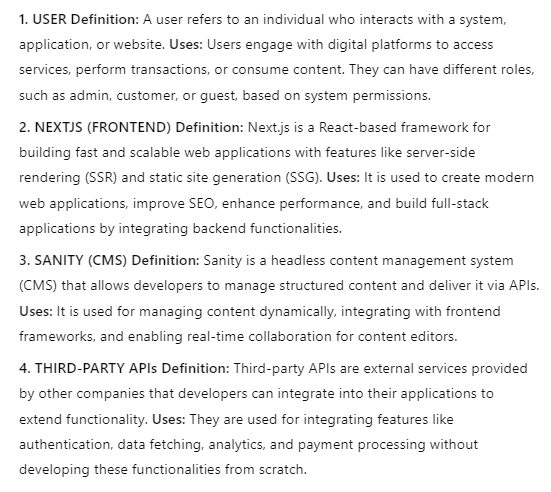 1. USER Definition: A user refers to an individual who interacts with a system,
application, or website. Uses: Users engage with digital platforms to access
services, perform transactions, or consume content. They can have different roles,
such as admin, customer, or guest, based on system permissions.
2. NEXTJS (FRONTEND) Definition: Next.js is a React-based framework for
building fast and scalable web applications with features like server-side
rendering (SSR) and static site generation (SSG). Uses: It is used to create modern
web applications, improve SEO, enhance performance, and build full-stack
applications by integrating backend functionalities.
3. SANITY (CMS) Definition: Sanity is a headless content management system
(CMS) that allows developers to manage structured content and deliver it via APIs.
Uses: It is used for managing content dynamically, integrating with frontend
frameworks, and enabling real-time collaboration for content editors.
4. THIRD-PARTY APIs Definition: Third-party APIs are external services provided
by other companies that developers can integrate into their applications to
extend functionality. Uses: They are used for integrating features like
authentication, data fetching, analytics, and payment processing without
developing these functionalities from scratch.